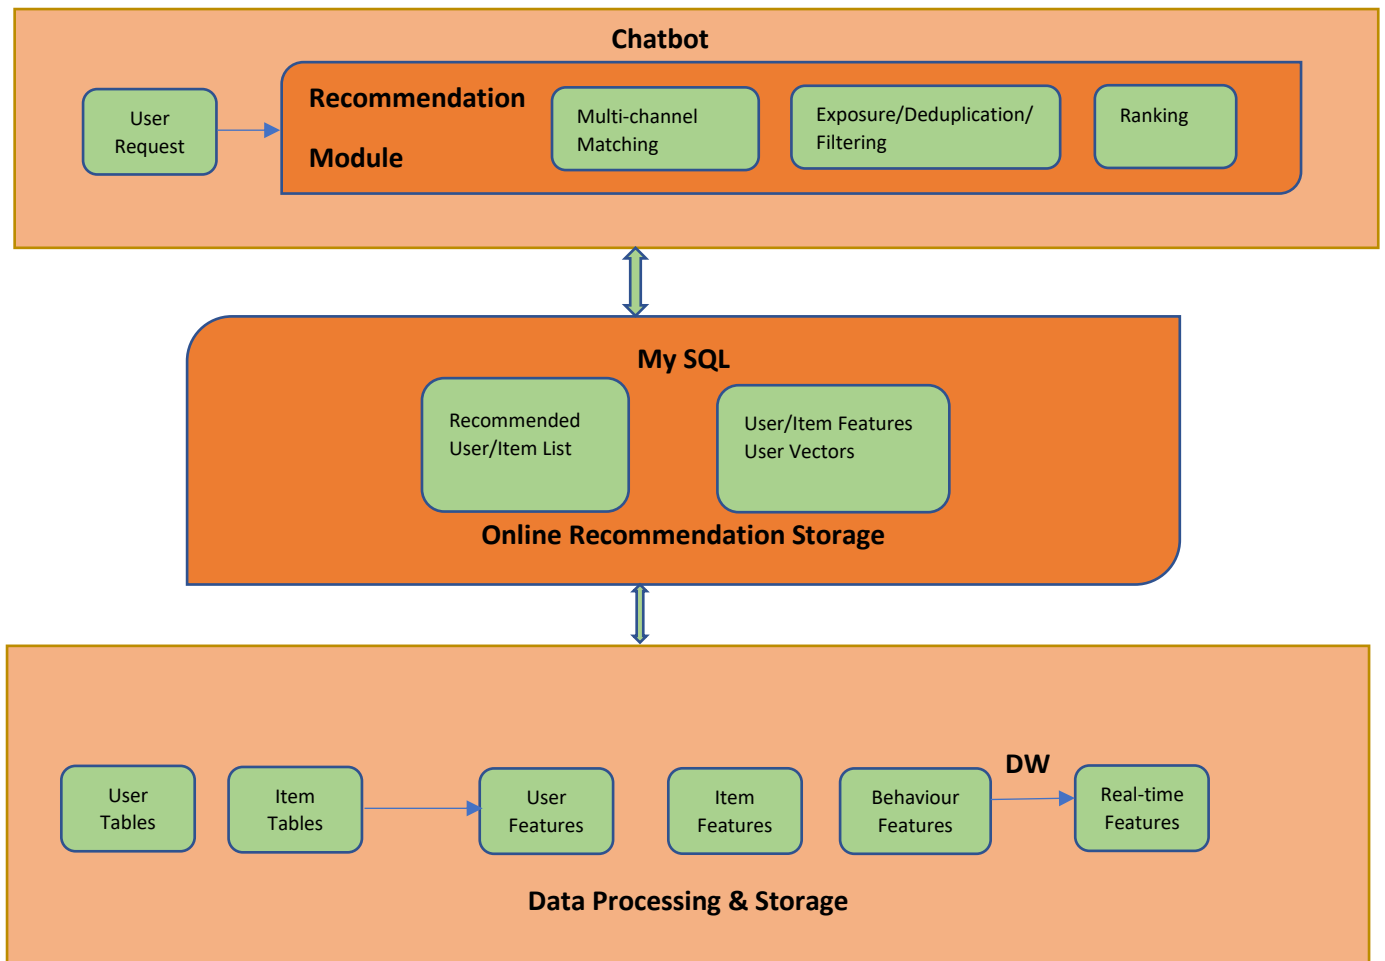 Chatbot
User
Request
Recommendation
Module
Multi-channel
Matching
Exposure/Deduplication/
Filtering
Ranking
My SQL
Recommended
User/Item List
User/Item Features
User Vectors
Online Recommendation Storage
User
Tables
Item
Tables
User
Features
Item
Features
Behaviour
Features
DW
Real-time
Features
Data Processing & Storage